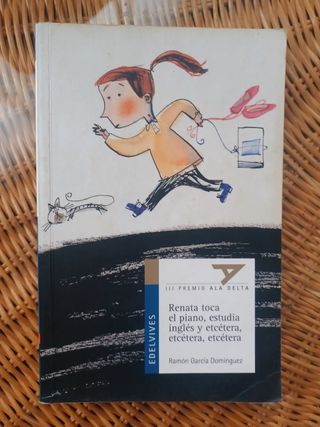 III PREMIO ALA DELTA
Renata toca
el piano, estudia
inglés y etcétera,
etcétera, etcétera
Ramón García Domínguez
EDELVIVES